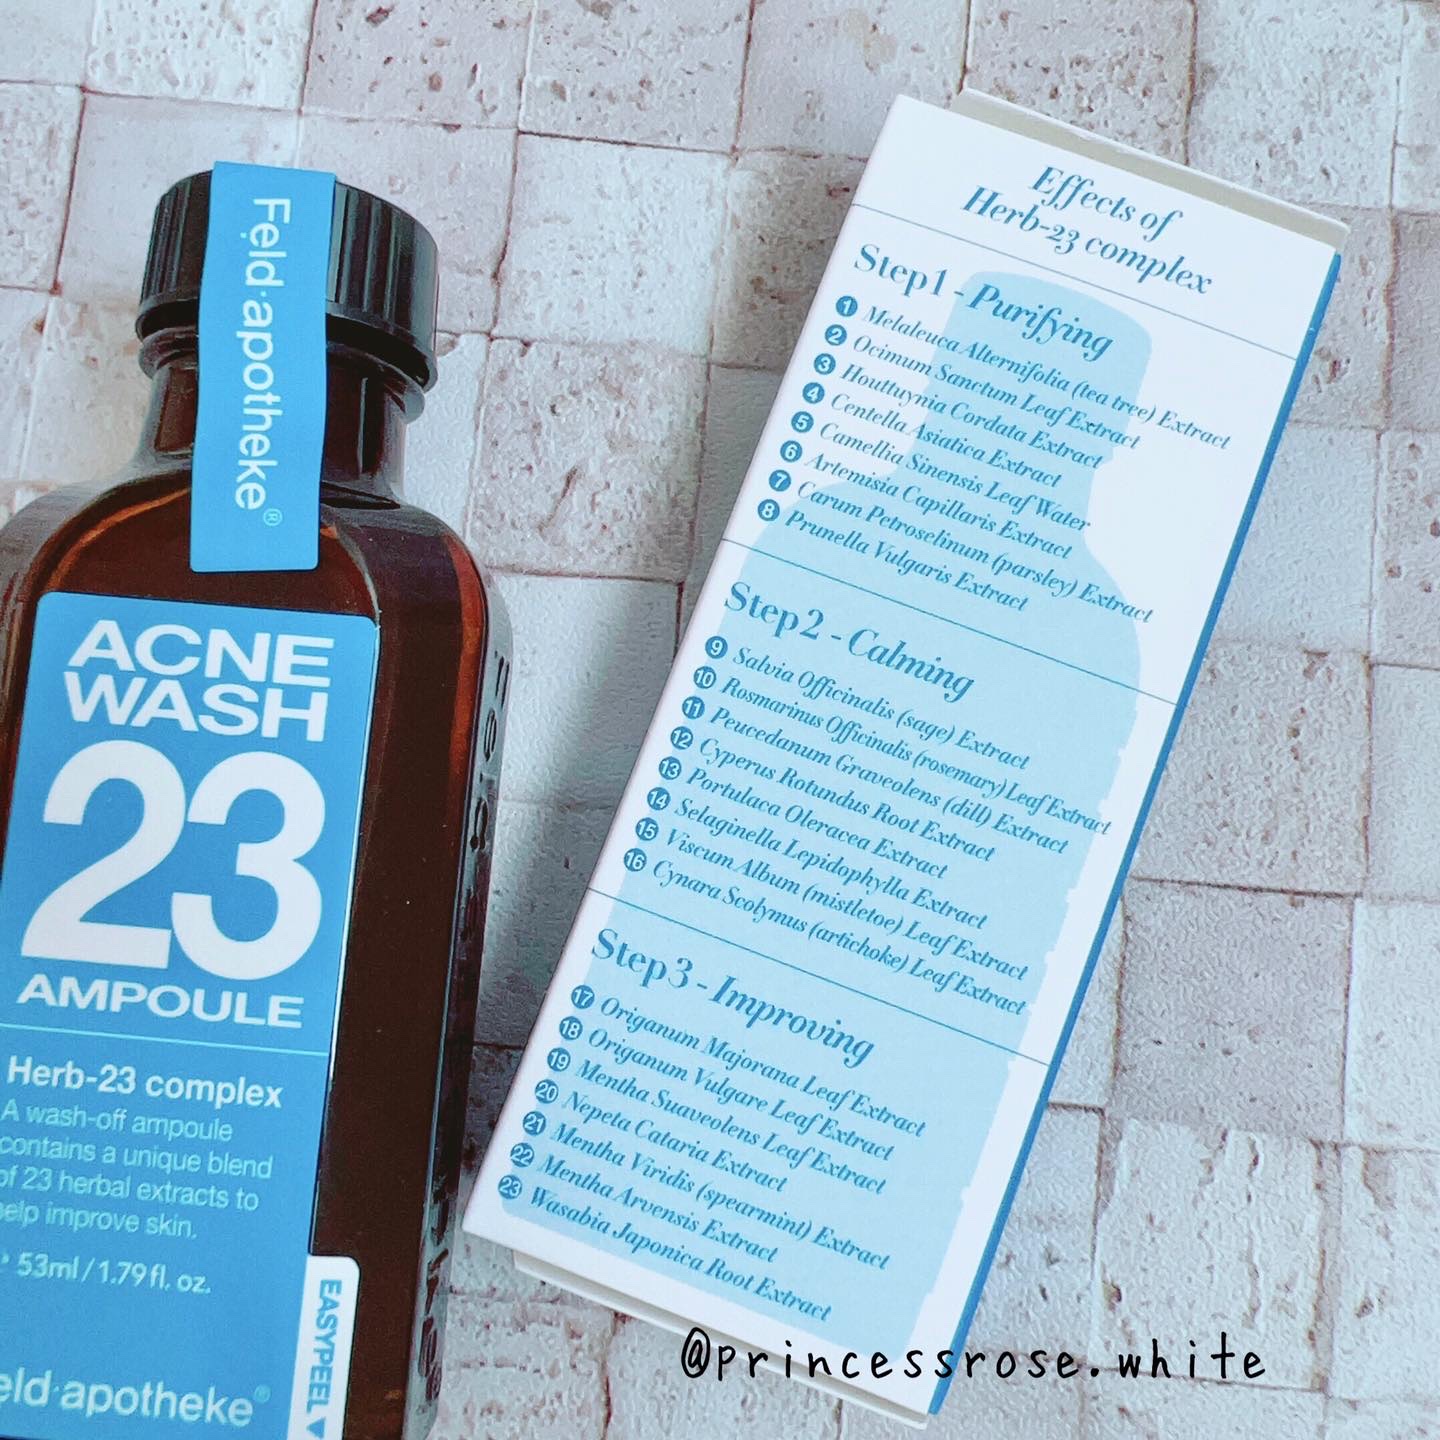 Feld·apotheke®
ACNE
WASH
23
AMPOULE
Herb-23 complex
A wash-off ampoule
contains a unique blend
of 23 herbal extracts to
help improve skin.
53ml / 1.79 fl. oz.
eld·apotheke®
EASYPEEL▼
Effects of
Herb-23 complex
Step1 - Purifying
1 Melaleuca Alternifolia (tea tree) Extract
2 Ocimum Sanctum Leaf Extract
3 Houttuynia Cordata Extract
4 Centella Asiatica Extract
5 Camellia Sinensis Leaf Water
6 Artemisia Capillaris Extract
7 Carum Petroselinum (parsley) Extract
8 Prunella Vulgaris Extract
Step2 - Calming
9 Salvia Officinalis (sage) Extract
10 Rosmarinus Officinalis (rosemary) Leaf Extract
11 Peucedanum Graveolens (dill) Extract
12 Cyperus Rotundus Root Extract
13 Portulaca Oleracea Extract
14 Selaginella Lepidophylla Extract
15 Viscum Album (mistletoe) Leaf Extract
16 Cynara Scolymus (artichoke) Leaf Extract
Step3 - Improving
17 Origanum Majorana Leaf Extract
18 Origanum Vulgare Leaf Extract
19 Mentha Suaveolens Leaf Extract
20 Nepeta Cataria Extract
21 Mentha Viridis (spearmint) Extract
22 Mentha Arvensis Extract
23 Wasabia Japonica Root Extract
@princessrose.white